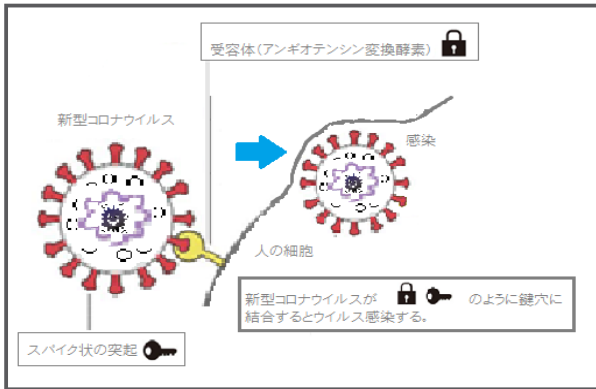 受容体(アンギオテンシン変換酵素)
新型コロナウイルス
感染
人の細胞
新型コロナウイルスが のように鍵穴に
結合するとウイルス感染する。
スパイク状の突起